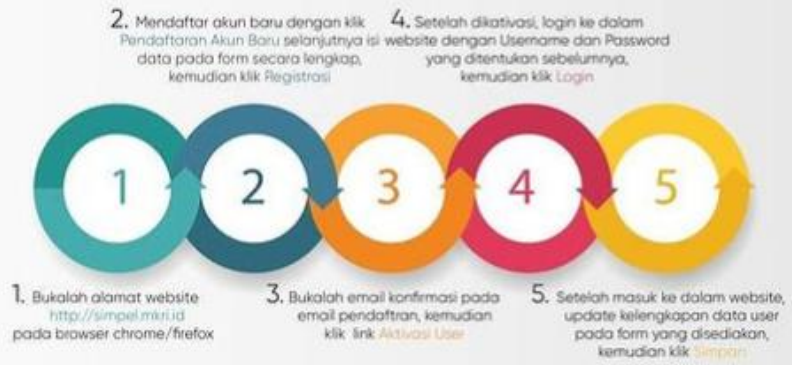 2. Mendaftar akun baru dengan klik
Pendaftaran Akun Baru selanjutnya isi
data pada form secara lengkap,
kemudian klik Registrasi
4. Setelah dikativasi, login ke dalam
website dengan Username dan Password
yang ditentukan sebelumnya,
kemudian klik Login
1
2
3
4
5
1. Bukalah alamat website
http://simpel.mkri.id
pada browser chrome/firefox
3. Bukalah email konfirmasi pada
email pendaftran, kemudian
klik link Aktivasi User
5. Setelah masuk ke dalam website,
update kelengkapan data user
pada form yang disediakan,
kemudian klik Simpan